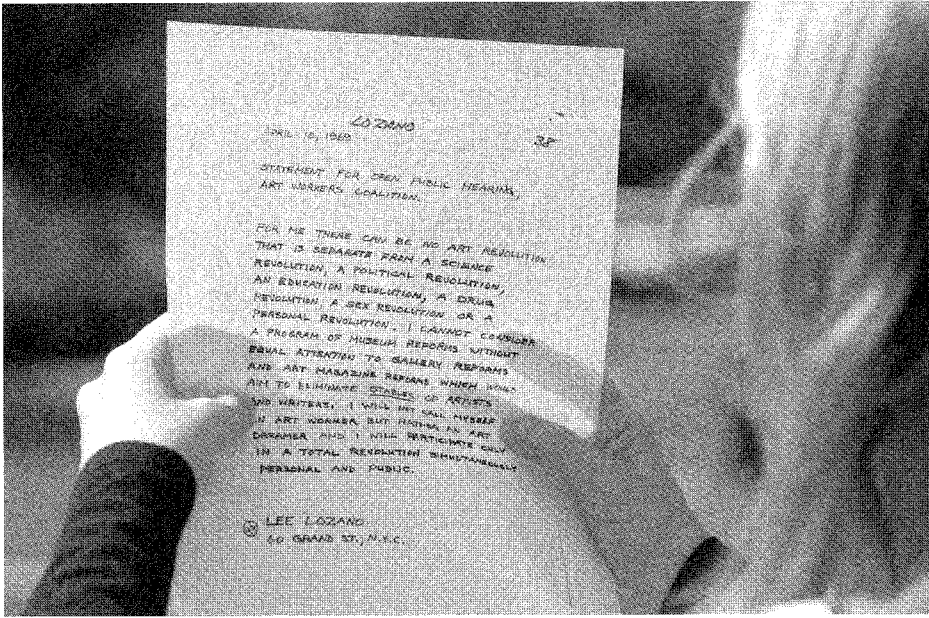 LOZANO
APRIL 10, 1969
38
STATEMENT FOR OPEN PUBLIC HEARING,
ART WORKERS COALITION.
FOR ME THERE CAN BE NO ART REVOLUTION
THAT IS SEPARATE FROM A SCIENCE
REVOLUTION, A POLITICAL REVOLUTION,
AN EDUCATION REVOLUTION, A DRUG
REVOLUTION A SEX REVOLUTION OR A
PERSONAL REVOLUTION. I CANNOT CONSIDER
A PROGRAM OF MUSEUM REFORMS WITHOUT
EQUAL ATTENTION TO GALLERY REFORMS
AND ART MAGAZINE REFORMS WHICH WOULD
AIM TO ELIMINATE STABLES OF ARTISTS
AND WRITERS. I WILL NOT CALL MYSELF
AN ART WORKER BUT RATHER AN ART
DREAMER AND I WILL PARTICIPATE ONLY
IN A TOTAL REVOLUTION SIMULTANEOUSLY
PERSONAL AND PUBLIC.
LEE LOZANO
60 GRAND ST., N.Y.C.